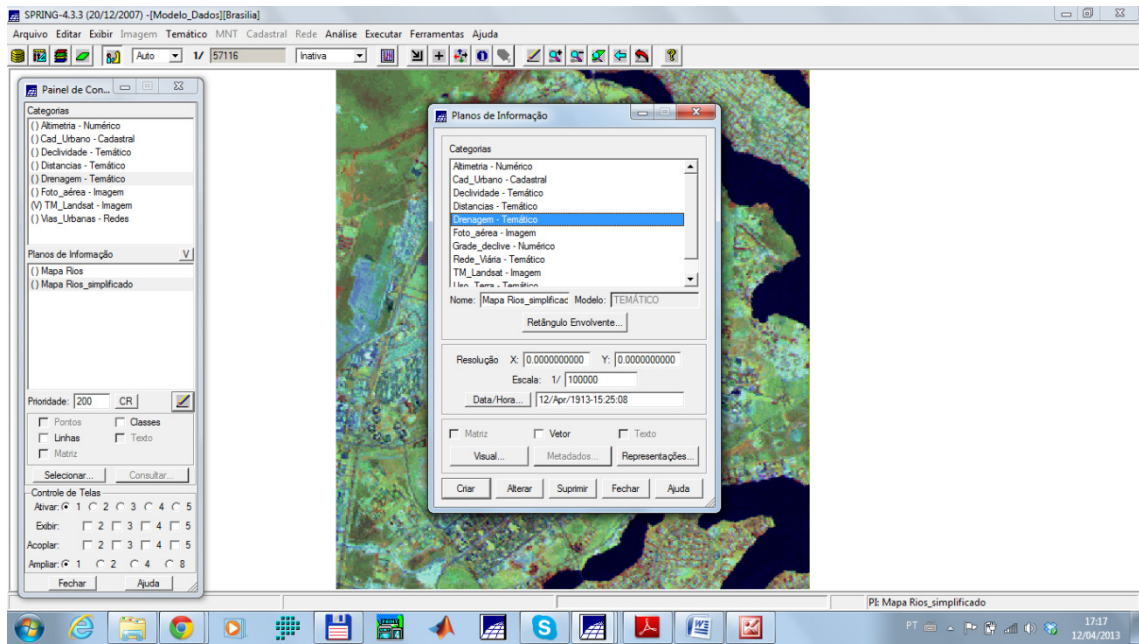 SPRING-4.3.3 (20/12/2007) -[Modelo_Dados][Brasilia]
Arquivo Editar Exibir Imagem Temático MNT Cadastral Rede Análise Executar Ferramentas Ajuda
Auto 1/ 57116 Inativa
Painel de Con...
Categorias
() Altimetria - Numérico
() Cad_Urbano - Cadastral
() Declividade - Temático
() Distancias - Temático
() Drenagem - Temático
() Foto_aérea - Imagem
(V) TM_Landsat - Imagem
() Vias_Urbanas - Redes
Planos de Informação V
() Mapa Rios
() Mapa Rios_simplificado
Prioridade: 200 CR
Pontos Classes
Linhas Texto
Matriz
Selecionar... Consultar...
Controle de Telas
Ativar: 1 2 3 4 5
Exibir: 2 3 4 5
Acoplar: 2 3 4 5
Ampliar: 1 2 4 8
Fechar Ajuda
Planos de Informação
Categorias
Altimetria - Numérico
Cad_Urbano - Cadastral
Declividade - Temático
Distancias - Temático
Drenagem - Temático
Foto_aérea - Imagem
Grade_declive - Numérico
Rede_Viária - Temático
TM_Landsat - Imagem
Uso_Terra - Temático
Nome: Mapa Rios_simplificac Modelo: TEMÁTICO
Retângulo Envolvente...
Resolução X: 0.0000000000 Y: 0.0000000000
Escala: 1/ 100000
Data/Hora... 12/Apr/1913-15:25:08
Matriz Vetor Texto
Visual... Metadados... Representações...
Criar Alterar Suprimir Fechar Ajuda
PI: Mapa Rios_simplificado
PT 17:17
12/04/2013